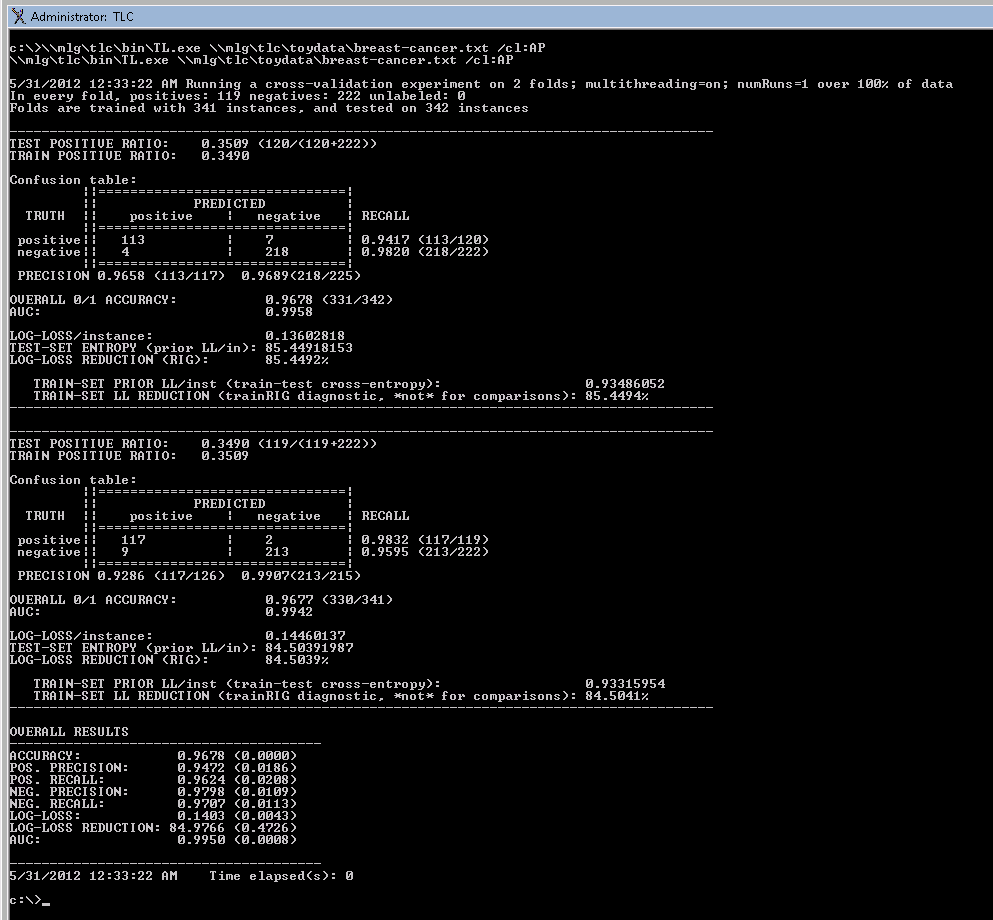 Administrator: TLC
c:\>\\mlg\tlc\bin\TL.exe \\mlg\tlc\toydata\breast-cancer.txt /cl:AP
\\mlg\tlc\bin\TL.exe \\mlg\tlc\toydata\breast-cancer.txt /cl:AP
5/31/2012 12:33:22 AM Running a cross-validation experiment on 2 folds; multithreading=on; numRuns=1 over 100% of data
In every fold, positives: 119 negatives: 222 unlabeled: 0
Folds are trained with 341 instances, and tested on 342 instances
----------------------------------------------------------------------------------------
TEST POSITIVE RATIO:    0.3509 (120/(120+222))
TRAIN POSITIVE RATIO:   0.3490
Confusion table:
          ||===============================|
          ||            PREDICTED          |
  TRUTH   ||    positive    |   negative   | RECALL
          ||===============================|
 positive||   113          |    7         | 0.9417 (113/120)
 negative||   4            |    218       | 0.9820 (218/222)
          ||===============================|
 PRECISION 0.9658 (113/117)  0.9689(218/225)
OVERALL 0/1 ACCURACY:           0.9678 (331/342)
AUC:                            0.9958
LOG-LOSS/instance:              0.13602818
TEST-SET ENTROPY (prior LL/in): 85.44918153
LOG-LOSS REDUCTION (RIG):       85.4492%
   TRAIN-SET PRIOR LL/inst (train-test cross-entropy):                  0.93486052
   TRAIN-SET LL REDUCTION (trainRIG diagnostic, *not* for comparisons): 85.4494%
----------------------------------------------------------------------------------------
----------------------------------------------------------------------------------------
TEST POSITIVE RATIO:    0.3490 (119/(119+222))
TRAIN POSITIVE RATIO:   0.3509
Confusion table:
          ||===============================|
          ||            PREDICTED          |
  TRUTH   ||    positive    |   negative   | RECALL
          ||===============================|
 positive||   117          |    2         | 0.9832 (117/119)
 negative||   9            |    213       | 0.9595 (213/222)
          ||===============================|
 PRECISION 0.9286 (117/126)  0.9907(213/215)
OVERALL 0/1 ACCURACY:           0.9677 (330/341)
AUC:                            0.9942
LOG-LOSS/instance:              0.14460137
TEST-SET ENTROPY (prior LL/in): 84.50391987
LOG-LOSS REDUCTION (RIG):       84.5039%
   TRAIN-SET PRIOR LL/inst (train-test cross-entropy):                  0.93315954
   TRAIN-SET LL REDUCTION (trainRIG diagnostic, *not* for comparisons): 84.5041%
----------------------------------------------------------------------------------------
OVERALL RESULTS
---------------------------------------
ACCURACY:            0.9678 (0.0000)
POS. PRECISION:      0.9472 (0.0186)
POS. RECALL:         0.9624 (0.0208)
NEG. PRECISION:      0.9798 (0.0109)
NEG. RECALL:         0.9707 (0.0113)
LOG-LOSS:            0.1403 (0.0043)
LOG-LOSS REDUCTION: 84.9766 (0.4726)
AUC:                 0.9950 (0.0008)
---------------------------------------
5/31/2012 12:33:22 AM    Time elapsed(s): 0
c:\>_